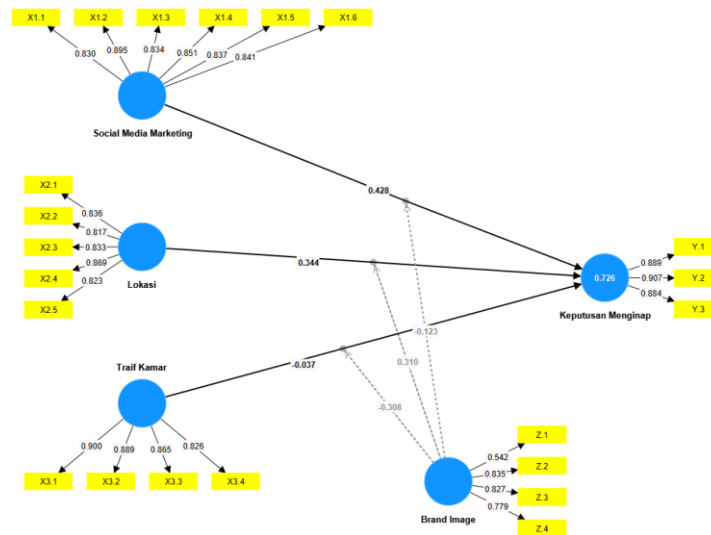 X1.1 X1.2 X1.3 X1.4 X1.5 X1.6
0.830 0.895 0.834 0.851 0.837 0.841
Social Media Marketing
0.428
X2.1
X2.2
X2.3
X2.4
X2.5
0.836
0.817
0.833
0.869
0.823
Lokasi
0.344
0.726
Keputusan Menginap
0.889
0.907
0.884
Y.1
Y.2
Y.3
Traif Kamar
-0.037
-0.123
0.310
-0.308
0.900 0.889 0.865 0.826
X3.1 X3.2 X3.3 X3.4
Brand Image
0.542
0.835
0.827
0.779
Z.1
Z.2
Z.3
Z.4